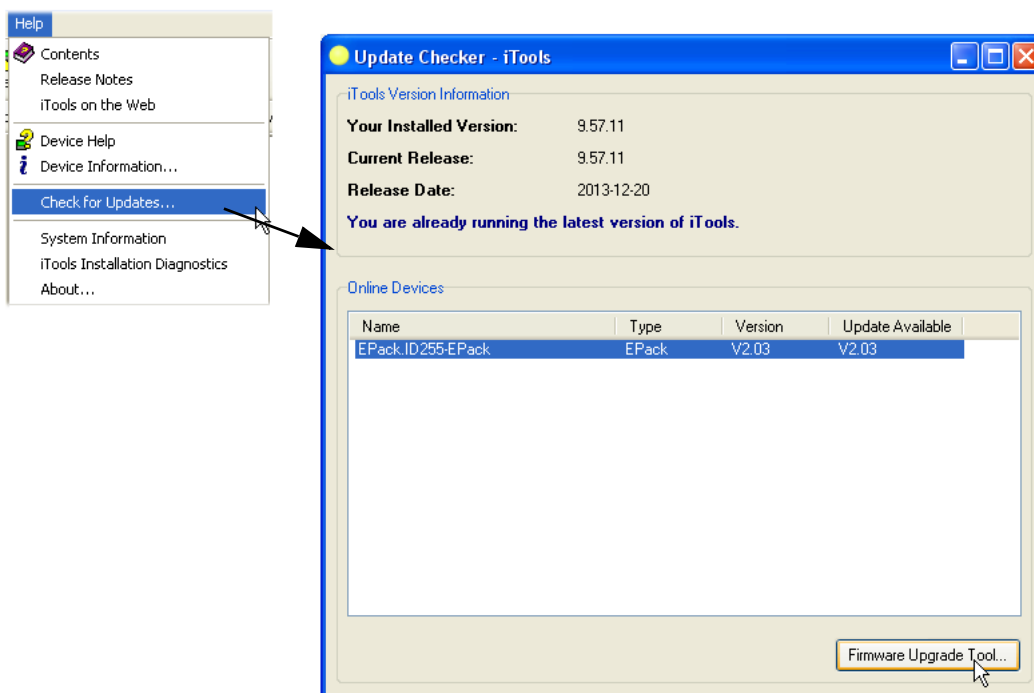 Help
Contents
Release Notes
iTools on the Web
Device Help
Device Information...
Check for Updates...
System Information
iTools Installation Diagnostics
About...
Update Checker - iTools
iTools Version Information
Your Installed Version: 9.57.11
Current Release: 9.57.11
Release Date: 2013-12-20
You are already running the latest version of iTools.
Online Devices
Name Type Version Update Available
EPack.ID255-EPack EPack V2.03 V2.03
Firmware Upgrade Tool...